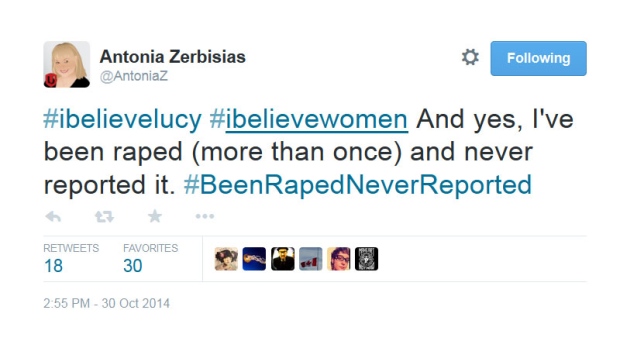 Antonia Zerbisias
@AntoniaZ
Following
#ibelievelucy #ibelievewomen And yes, I've
been raped (more than once) and never
reported it. #BeenRapedNeverReported
RETWEETS FAVORITES
18 30
2:55 PM - 30 Oct 2014